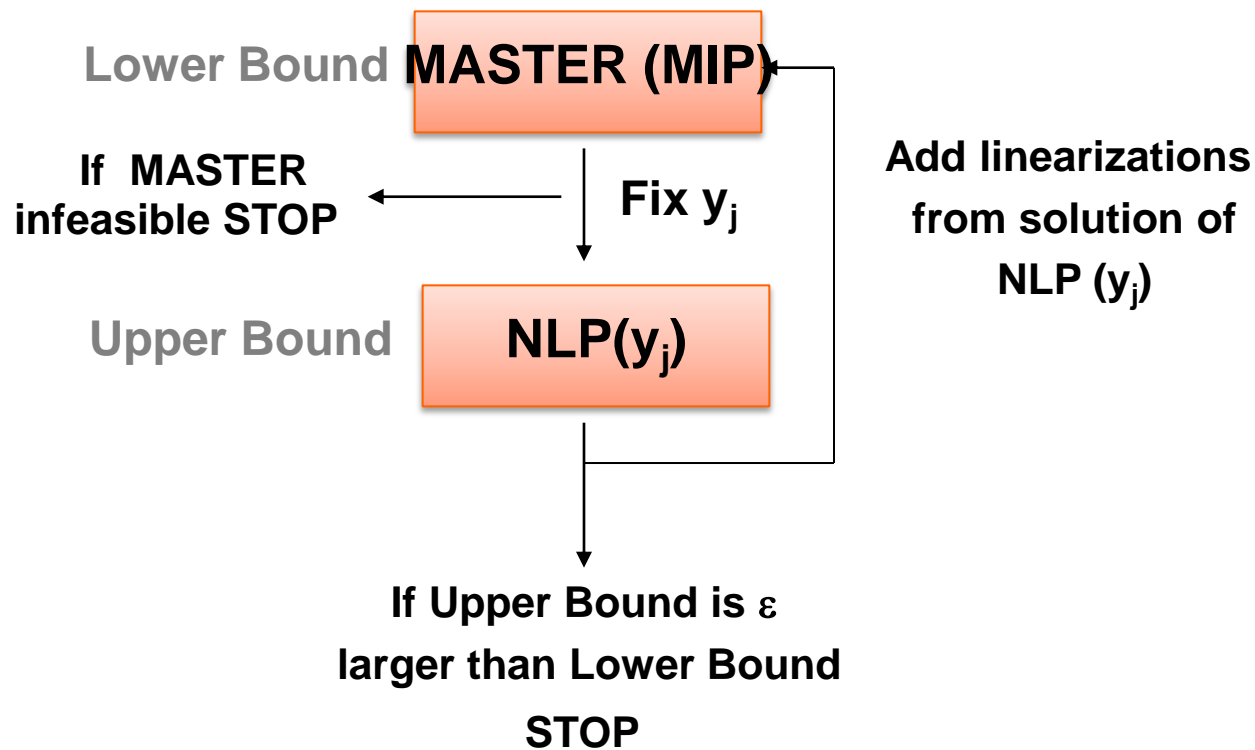 Lower Bound
MASTER (MIP)
If MASTER
infeasible STOP
Fix yj
Add linearizations
from solution of
NLP (yj)
Upper Bound
NLP(yj)
If Upper Bound is ε
larger than Lower Bound
STOP